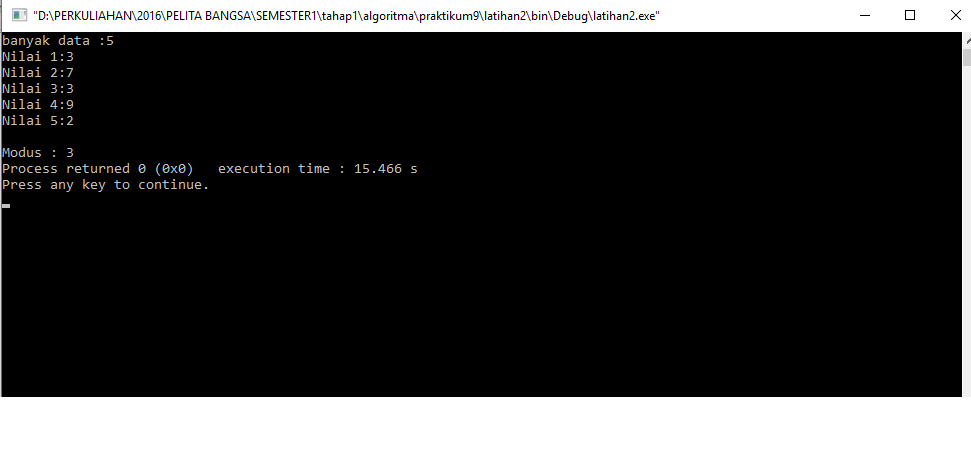 "D:\PERKULIAHAN\2016\PELITA BANGSA\SEMESTER1\tahap1\algoritma\praktikum9\latihan2\bin\Debug\latihan2.exe"
banyak data :5
Nilai 1:3
Nilai 2:7
Nilai 3:3
Nilai 4:9
Nilai 5:2
Modus : 3
Process returned 0 (0x0)   execution time : 15.466 s
Press any key to continue.